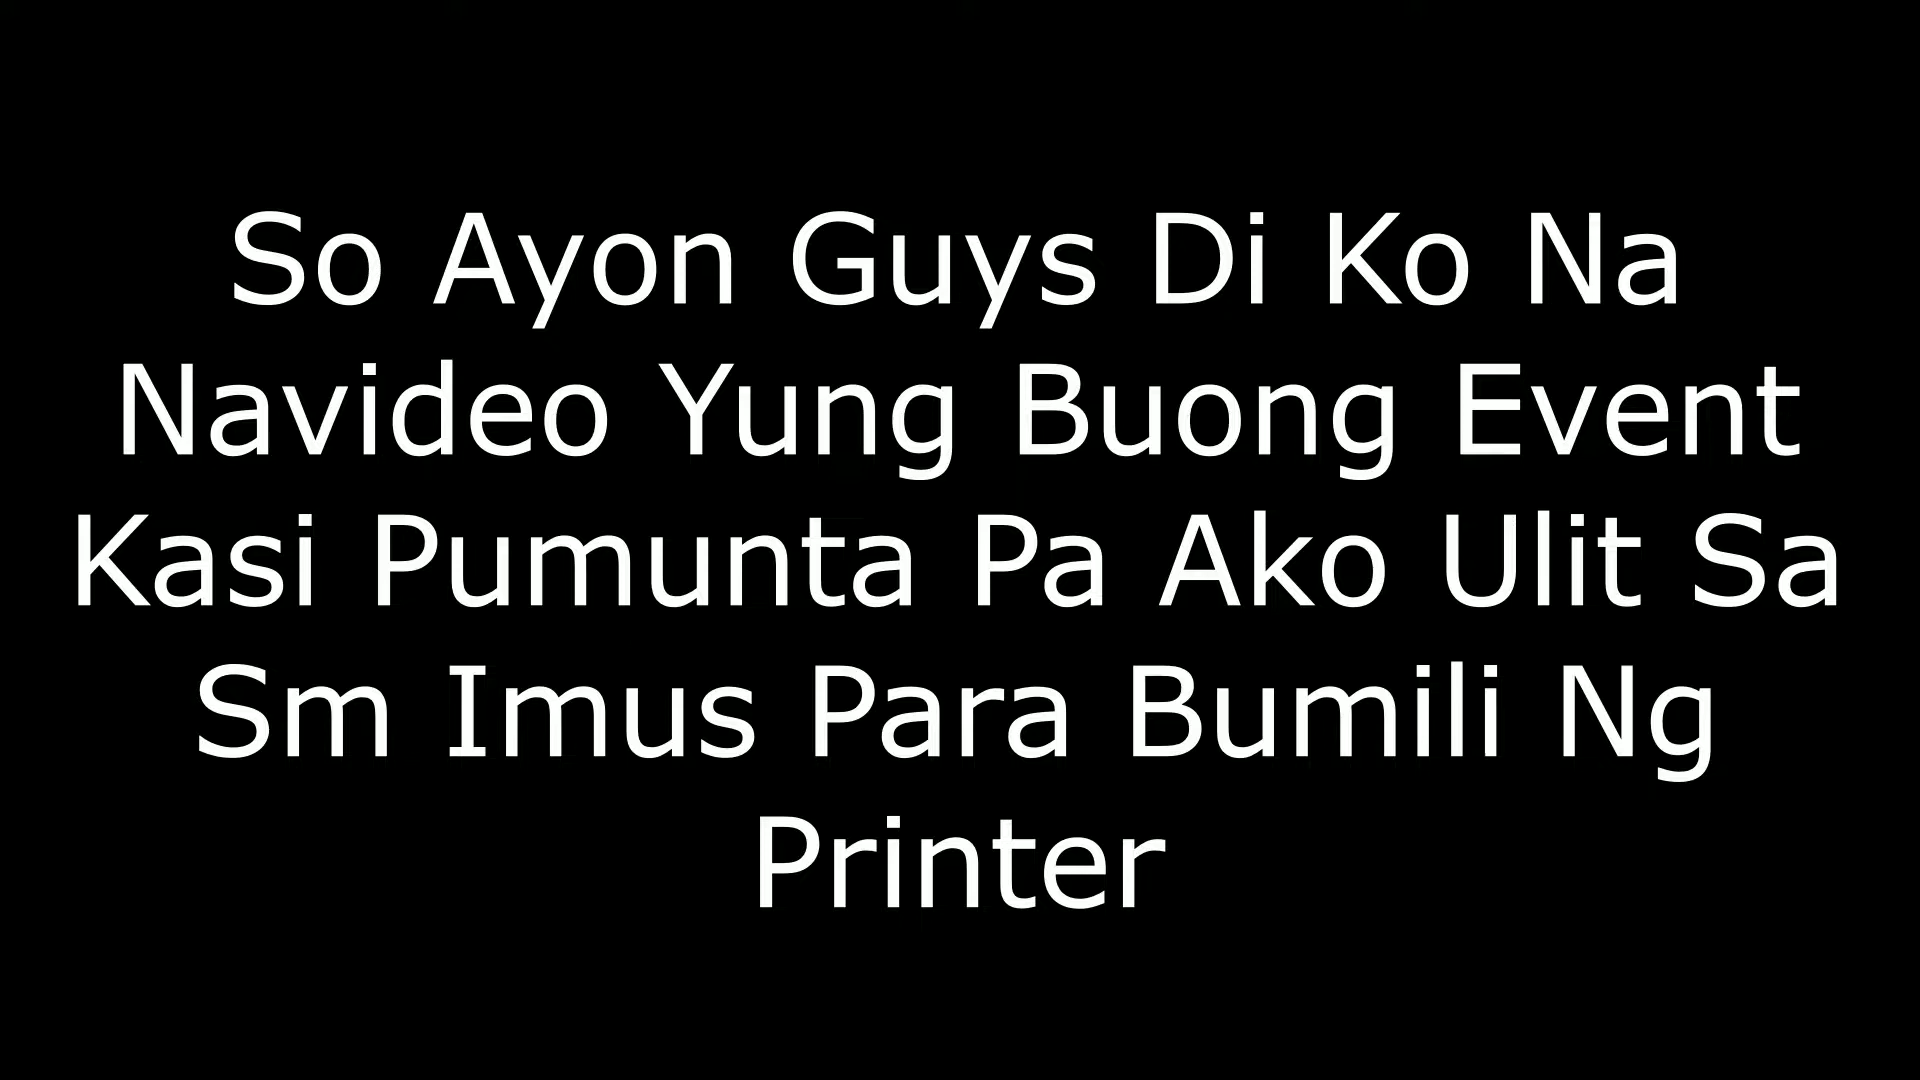 So Ayon Guys Di Ko Na
Navideo Yung Buong Event
Kasi Pumunta Pa Ako Ulit Sa
Sm Imus Para Bumili Ng
Printer